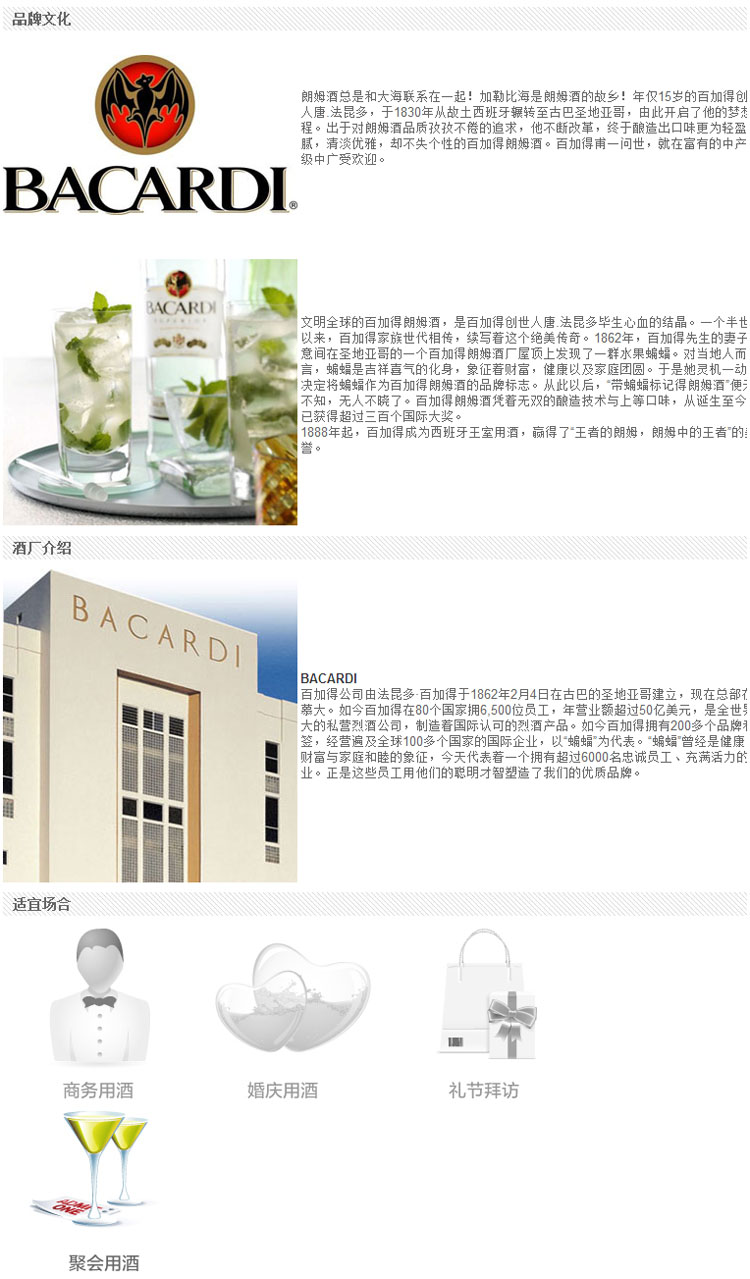 品牌文化
BACARDI®
朗姆酒总是和大海联系在一起！加勒比海是朗姆酒的故乡！年仅15岁的百加得创
人唐.法昆多，于1830年从故土西班牙辗转至古巴圣地亚哥，由此开启了他的梦想
程。出于对朗姆酒品质孜孜不倦的追求，他不断改革，终于酿造出口味更为轻盈
腻，清淡优雅，却不失个性的百加得朗姆酒。百加得甫一问世，就在富有的中产
级中广受欢迎。
BACARDI
SUPERIOR
文明全球的百加得朗姆酒，是百加得创世人唐.法昆多毕生心血的结晶。一个半世
以来，百加得家族世代相传，续写着这个绝美传奇。1862年，百加得先生的妻子
意间在圣地亚哥的一个百加得朗姆酒厂屋顶上发现了一群水果蝙蝠。对当地人而
言，蝙蝠是吉祥喜气的化身，象征着财富，健康以及家庭团圆。于是她灵机一动
决定将蝙蝠作为百加得朗姆酒的品牌标志。从此以后，“带蝙蝠标记得朗姆酒”便
不知，无人不晓了。百加得朗姆酒凭着无双的酿造技术与上等口味，从诞生至今
已获得超过三百个国际大奖。
1888年起，百加得成为西班牙王室用酒，赢得了“王者的朗姆，朗姆中的王者”的
誉。
酒厂介绍
BACARDI
BACARDI
百加得公司由法昆多·百加得于1862年2月4日在古巴的圣地亚哥建立，现在总部在
慕大。如今百加得在80个国家拥6,500位员工，年营业额超过50亿美元，是全世界
大的私营烈酒公司，制造着国际认可的烈酒产品。如今百加得拥有200多个品牌和
签，经营遍及全球100多个国家的国际企业，以“蝙蝠”为代表。“蝙蝠”曾经是健康
财富与家庭和睦的象征，今天代表着一个拥有超过6000名忠诚员工、充满活力的
业。正是这些员工用他们的聪明才智塑造了我们的优质品牌。
适宜场合
商务用酒 婚庆用酒 礼节拜访
ADMIT
ONE
聚会用酒